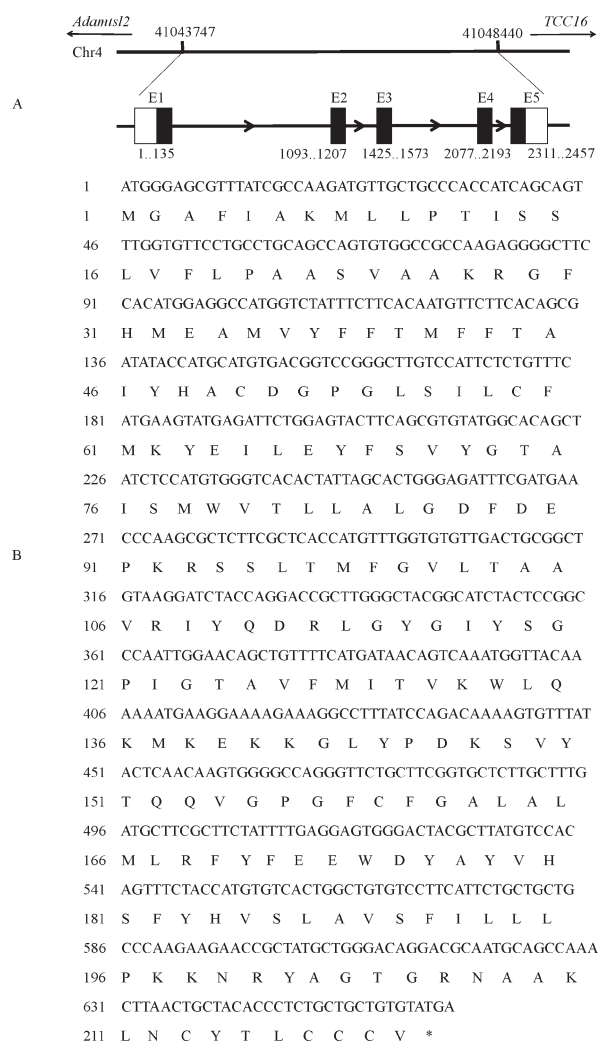 Adamtsl2 TCC16
41043747 41048440
Chr4
A
E1 E2 E3 E4 E5
1..135 1093..1207 1425..1573 2077..2193 2311..2457
1 ATGGGAGCGTTTATCGCCAAGATGTTGCTGCCCACCATCAGCAGT
1 M G A F I A K M L L P T I S S
46 TTGGTGTTCCTGCCTGCAGCCAGTGTGGCCGCCAAGAGGGGCTTC
16 L V F L P A A S V A A K R G F
91 CACATGGAGGCCATGGTCTATTTCTTCACAATGTTCTTCACAGCG
31 H M E A M V Y F F T M F F T A
136 ATATACCATGCATGTGACGGTCCGGGCTTGTCCATTCTCTGTTTC
46 I Y H A C D G P G L S I L C F
181 ATGAAGTATGAGATTCTGGAGTACTTCAGCGTGTATGGCACAGCT
61 M K Y E I L E Y F S V Y G T A
226 ATCTCCATGTGGGTCACACTATTAGCACTGGGAGATTTCGATGAA
76 I S M W V T L L A L G D F D E
B
271 CCCAAGCGCTCTTCGCTCACCATGTTTGGTGTGTTGACTGCGGCT
91 P K R S S L T M F G V L T A A
316 GTAAGGATCTACCAGGACCGCTTGGGCTACGGCATCTACTCCGGC
106 V R I Y Q D R L G Y G I Y S G
361 CCAATTGGAACAGCTGTTTTCATGATAACAGTCAAATGGTTACAA
121 P I G T A V F M I T V K W L Q
406 AAAATGAAGGAAAAGAAAGGCCTTTATCCAGACAAAAGTGTTTAT
136 K M K E K K G L Y P D K S V Y
451 ACTCAACAAGTGGGGCCAGGGTTCTGCTTCGGTGCTCTTGCTTTG
151 T Q Q V G P G F C F G A L A L
496 ATGCTTCGCTTCTATTTTGAGGAGTGGGACTACGCTTATGTCCAC
166 M L R F Y F E E W D Y A Y V H
541 AGTTTCTACCATGTGTCACTGGCTGTGTCCTTCATTCTGCTGCTG
181 S F Y H V S L A V S F I L L L
586 CCCAAGAAGAACCGCTATGCTGGGACAGGACGCAATGCAGCCAAA
196 P K K N R Y A G T G R N A A K
631 CTTAACTGCTACACCCTCTGCTGCTGTGTATGA
211 L N C Y T L C C C V *